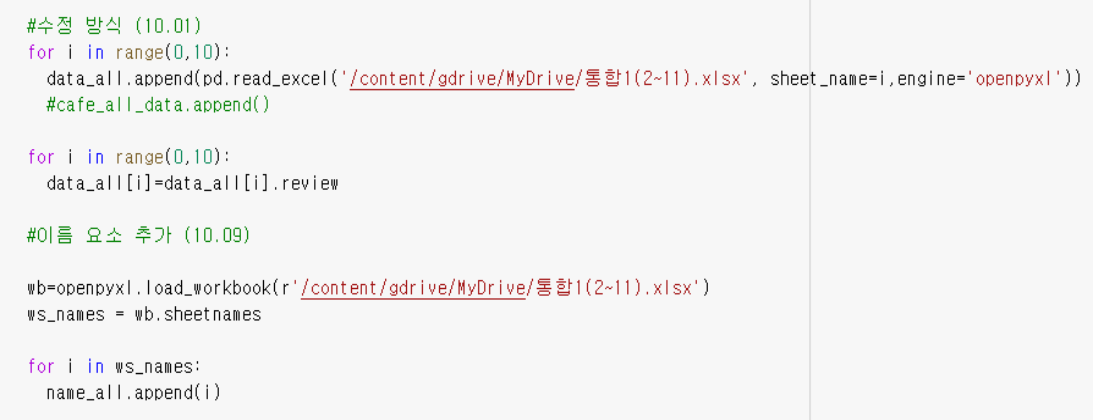 #수정 방식 (10.01)
for i in range(0,10):
  data_all.append(pd.read_excel('/content/gdrive/MyDrive/통합1(2~11).xlsx', sheet_name=i,engine='openpyxl'))
  #cafe_all_data.append()

for i in range(0,10):
  data_all[i]=data_all[i].review

#이름 요소 추가 (10.09)

wb=openpyxl.load_workbook(r'/content/gdrive/MyDrive/통합1(2~11).xlsx')
ws_names = wb.sheetnames

for i in ws_names:
  name_all.append(i)